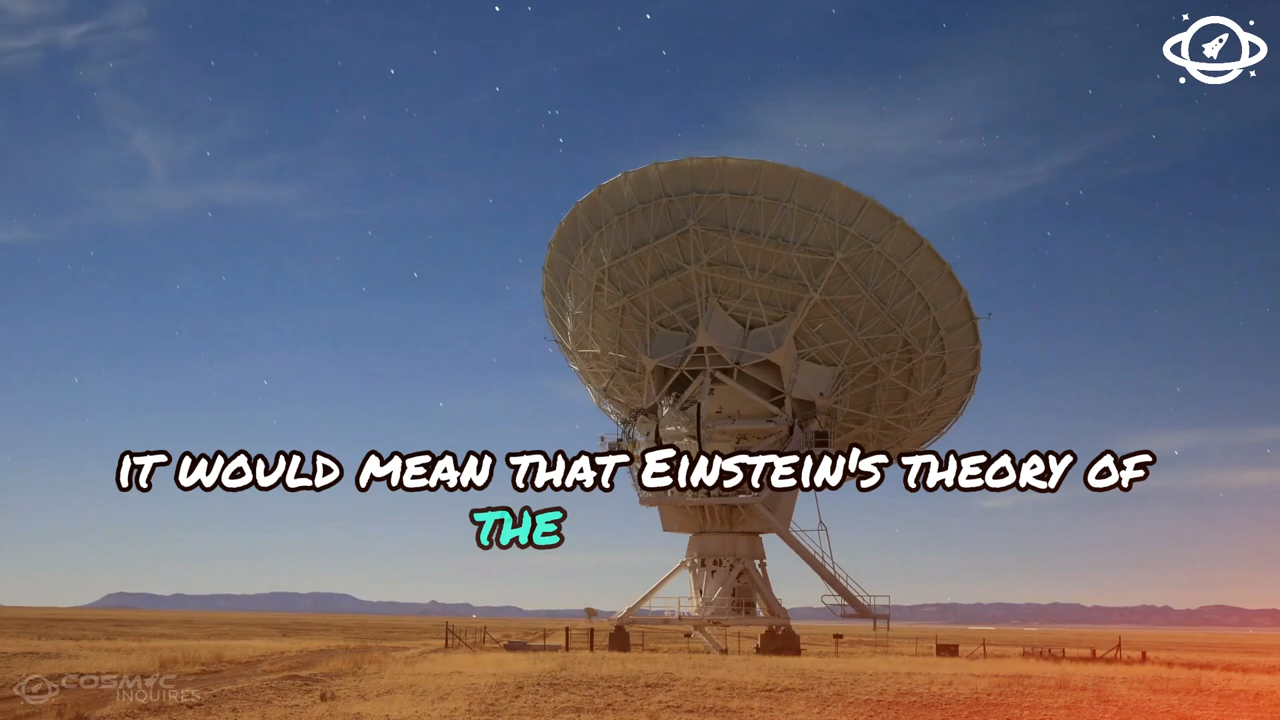 IT WOULD MEAN THAT EINSTEIN'S THEORY OF
THE
COSMIC
INQUIRES